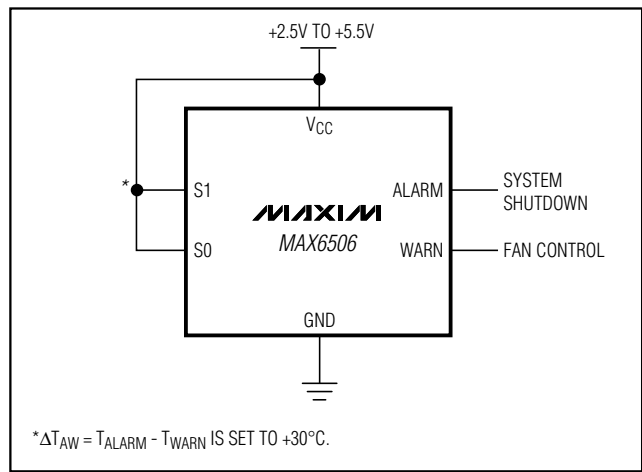 +2.5V TO +5.5V
VCC
* S1
ALARM
SYSTEM
SHUTDOWN
MAXIM
MAX6506
S0
WARN
FAN CONTROL
GND
*ΔTAW = TALARM - TWARN IS SET TO +30°C.